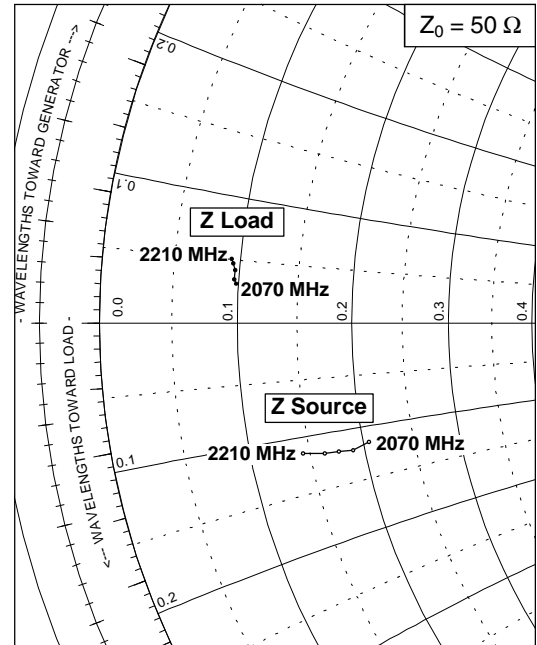 Z₀ = 50 Ω
0.2
- WAVELENGTHS TOWARD GENERATOR --->
0.1
Z Load
2210 MHz
2070 MHz
0.0
0.1
0.2
0.3
0.4
<--- WAVELENGTHS TOWARD LOAD -
Z Source
2070 MHz
2210 MHz
0.1
0.2